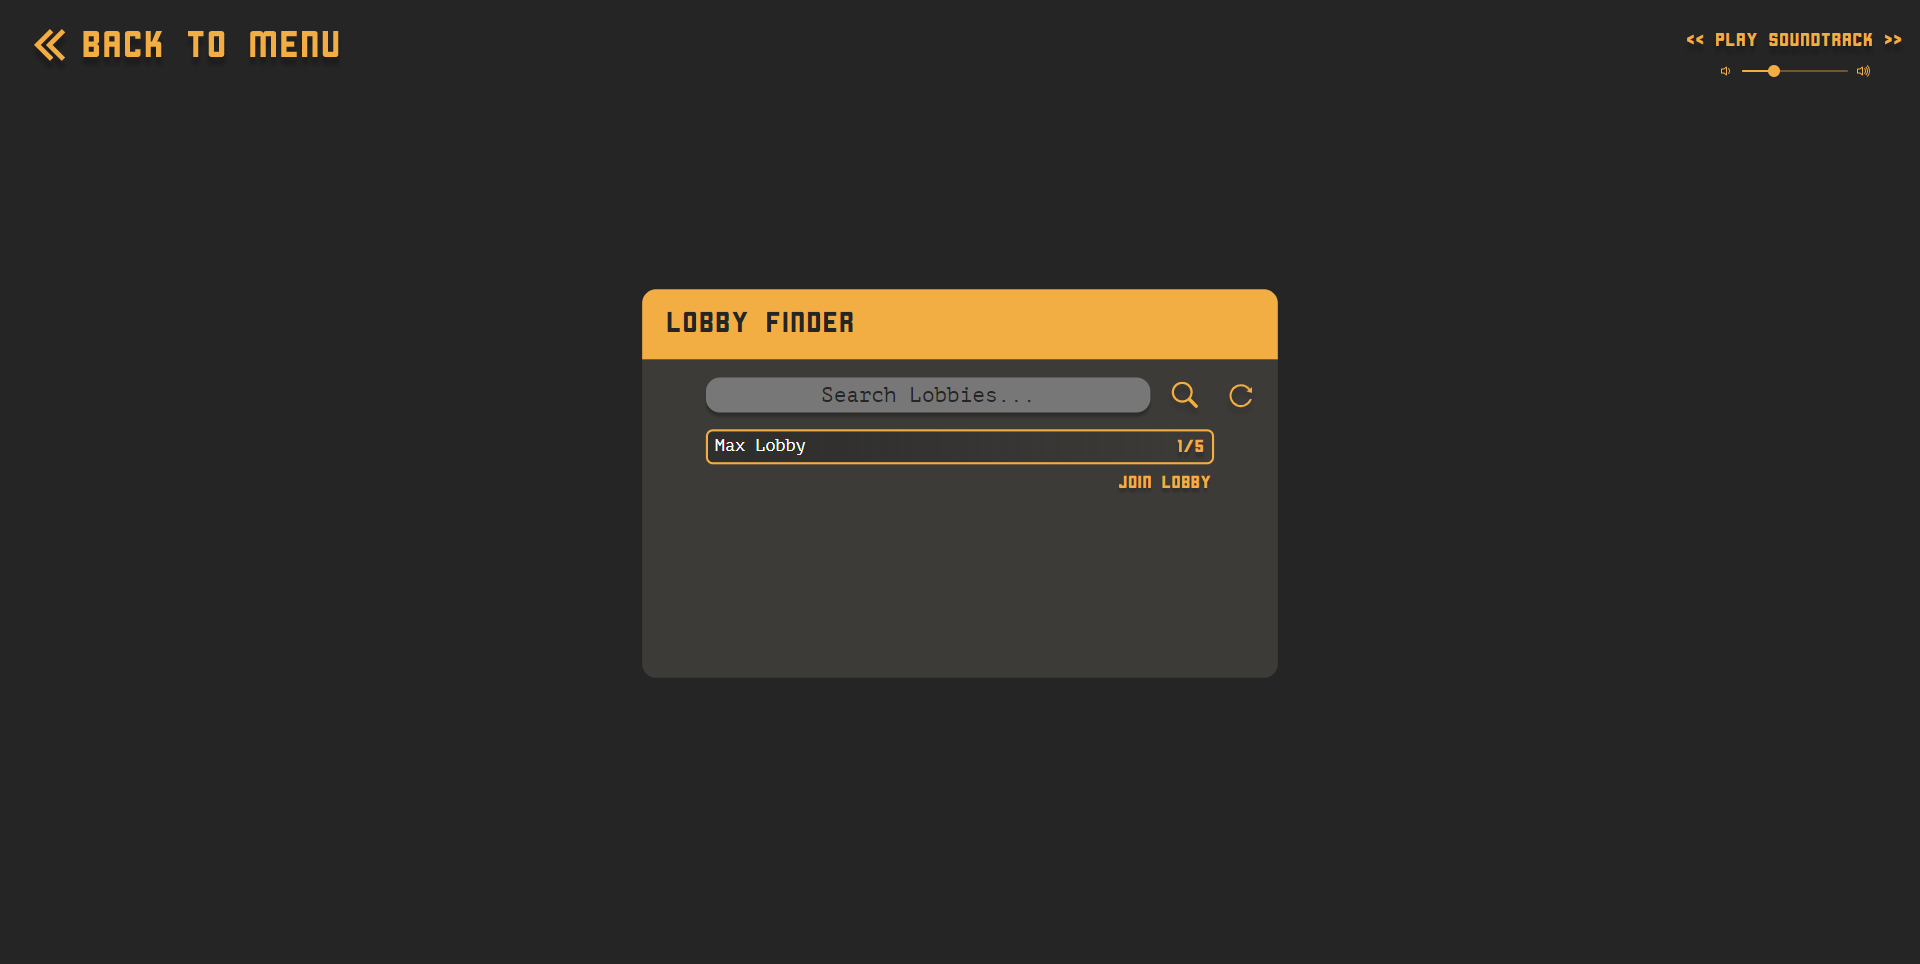 BACK TO MENU
<< PLAY SOUNDTRACK >>
LOBBY FINDER
Search Lobbies...
Max Lobby 1/5
JOIN LOBBY